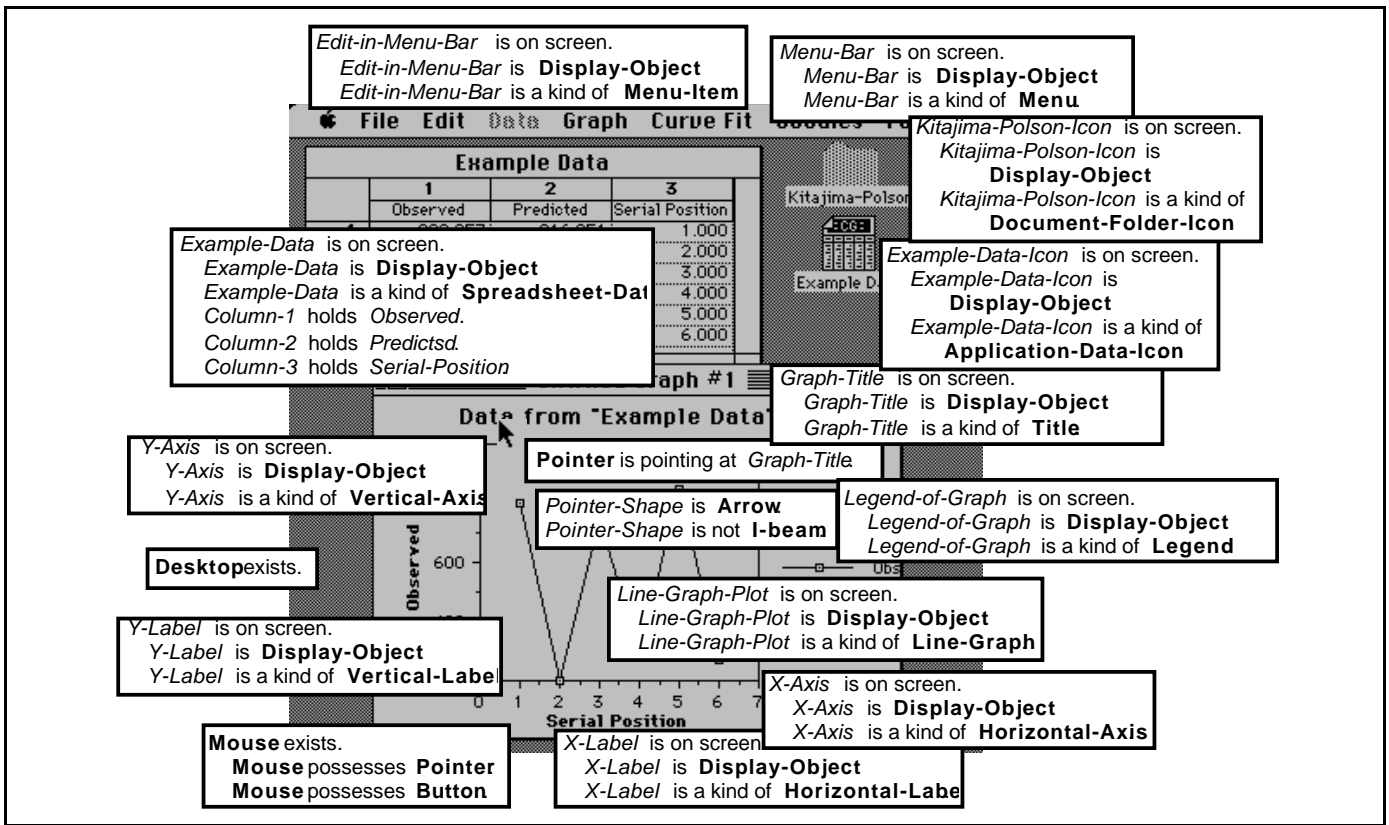 Edit-in-Menu-Bar is on screen.
Edit-in-Menu-Bar is Display-Object
Edit-in-Menu-Bar is a kind of Menu-Item
Menu-Bar is on screen.
Menu-Bar is Display-Object
Menu-Bar is a kind of Menu.
File Edit Data Graph Curve Fit
Kitajima-Polson-Icon is on screen.
Kitajima-Polson-Icon is
Display-Object
Kitajima-Polson-Icon is a kind of
Document-Folder-Icon
Example Data
1 2 3
Observed Predicted Serial Position
1.000
2.000
3.000
4.000
5.000
6.000
Kitajima-Polson
CG
Example D
Example-Data is on screen.
Example-Data is Display-Object
Example-Data is a kind of Spreadsheet-Dat
Column-1 holds Observed.
Column-2 holds Predictsd.
Column-3 holds Serial-Position
Example-Data-Icon is on screen.
Example-Data-Icon is
Display-Object
Example-Data-Icon is a kind of
Application-Data-Icon
raph #1
Graph-Title is on screen.
Graph-Title is Display-Object
Graph-Title is a kind of Title
Data from "Example Data"
Y-Axis is on screen.
Y-Axis is Display-Object
Y-Axis is a kind of Vertical-Axis
Pointer is pointing at Graph-Title.
Pointer-Shape is Arrow.
Pointer-Shape is not I-beam
Legend-of-Graph is on screen.
Legend-of-Graph is Display-Object
Legend-of-Graph is a kind of Legend
Desktop exists.
Observed
600
Obs
Line-Graph-Plot is on screen.
Line-Graph-Plot is Display-Object
Line-Graph-Plot is a kind of Line-Graph
Y-Label is on screen.
Y-Label is Display-Object
Y-Label is a kind of Vertical-Label
0 1 2 3 4 5 6 7
Serial Position
X-Axis is on screen.
X-Axis is Display-Object
X-Axis is a kind of Horizontal-Axis
Mouse exists.
Mouse possesses Pointer
Mouse possesses Button.
X-Label is on screen
X-Label is Display-Object
X-Label is a kind of Horizontal-Labe